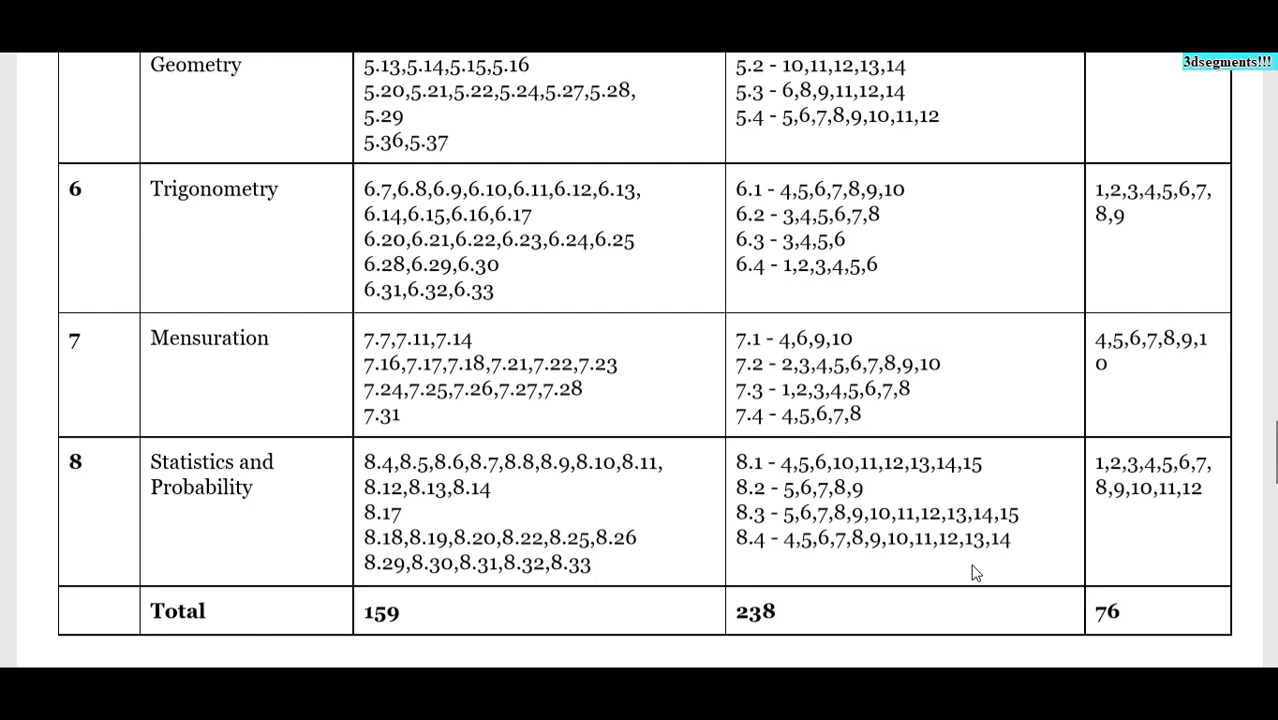 3dsegments!!!
Geometry
5.13,5.14,5.15,5.16
5.20,5.21,5.22,5.24,5.27,5.28,
5.29
5.36,5.37
5.2 - 10,11,12,13,14
5.3 - 6,8,9,11,12,14
5.4 - 5,6,7,8,9,10,11,12
6
Trigonometry
6.7,6.8,6.9,6.10,6.11,6.12,6.13,
6.14,6.15,6.16,6.17
6.20,6.21,6.22,6.23,6.24,6.25
6.28,6.29,6.30
6.31,6.32,6.33
6.1 - 4,5,6,7,8,9,10
6.2 - 3,4,5,6,7,8
6.3 - 3,4,5,6
6.4 - 1,2,3,4,5,6
1,2,3,4,5,6,7,
8,9
7
Mensuration
7.7,7.11,7.14
7.16,7.17,7.18,7.21,7.22,7.23
7.24,7.25,7.26,7.27,7.28
7.31
7.1 - 4,6,9,10
7.2 - 2,3,4,5,6,7,8,9,10
7.3 - 1,2,3,4,5,6,7,8
7.4 - 4,5,6,7,8
4,5,6,7,8,9,1
0
8
Statistics and
Probability
8.4,8.5,8.6,8.7,8.8,8.9,8.10,8.11,
8.12,8.13,8.14
8.17
8.18,8.19,8.20,8.22,8.25,8.26
8.29,8.30,8.31,8.32,8.33
8.1 - 4,5,6,10,11,12,13,14,15
8.2 - 5,6,7,8,9
8.3 - 5,6,7,8,9,10,11,12,13,14,15
8.4 - 4,5,6,7,8,9,10,11,12,13,14
1,2,3,4,5,6,7,
8,9,10,11,12
Total
159
238
76